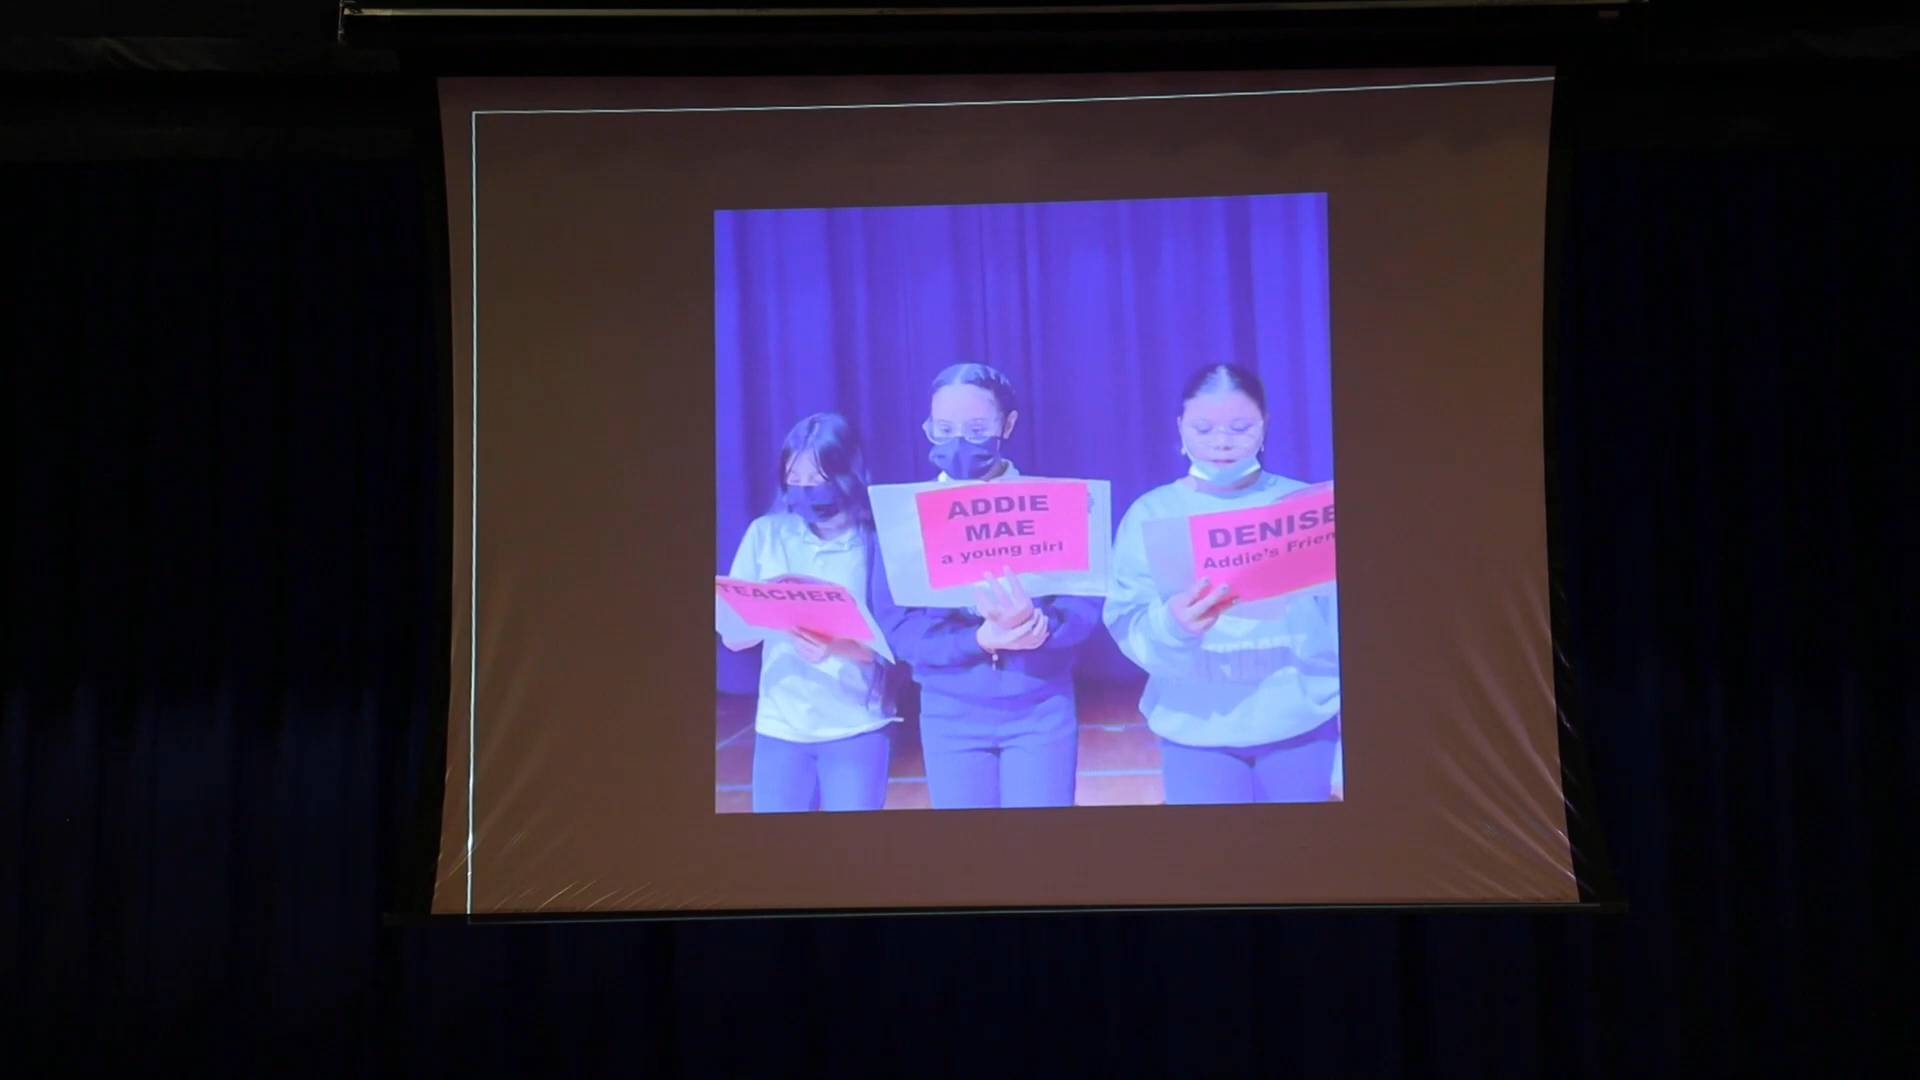 TEACHER
ADDIE
MAE
a young girl
DENISE
Addie's Frien